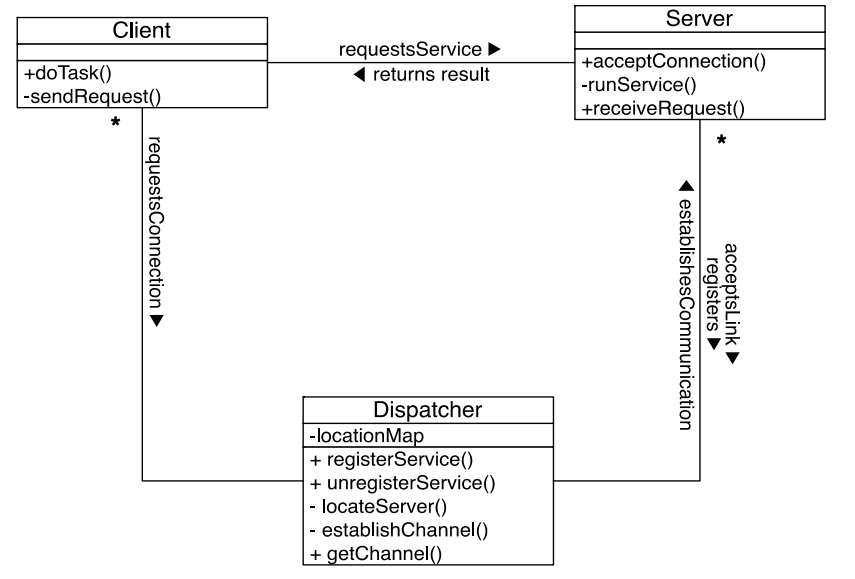 Client
+doTask()
-sendRequest()
*
requestsService ▶
◀ returns result
Server
+acceptConnection()
-runService()
+receiveRequest()
*
requestsConnection ▶
◀ establishesCommunication
acceptsLink ▶
registers ▶
Dispatcher
-locationMap
+ registerService()
+ unregisterService()
- locateServer()
- establishChannel()
+ getChannel()